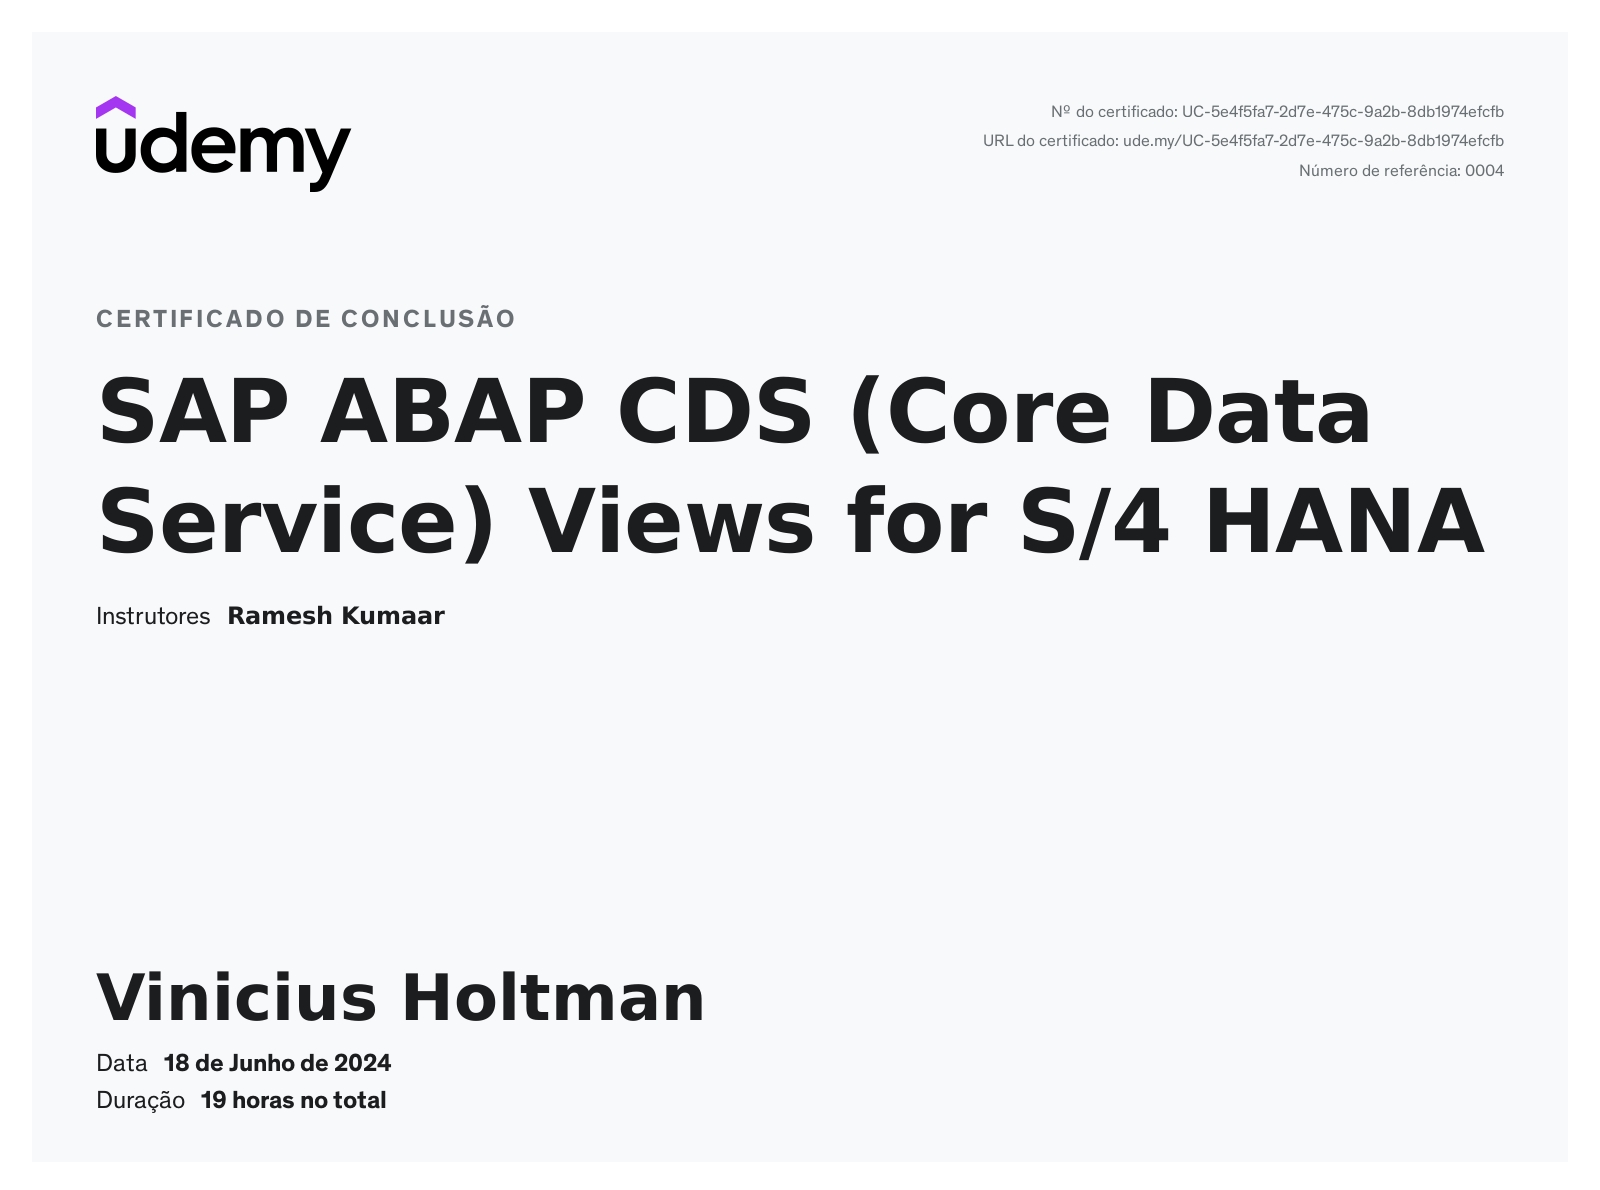 udemy
Nº do certificado: UC-5e4f5fa7-2d7e-475c-9a2b-8db1974efcfb
URL do certificado: ude.my/UC-5e4f5fa7-2d7e-475c-9a2b-8db1974efcfb
Número de referência: 0004
CERTIFICADO DE CONCLUSÃO
SAP ABAP CDS (Core Data
Service) Views for S/4 HANA
Instrutores Ramesh Kumaar
Vinicius Holtman
Data 18 de Junho de 2024
Duração 19 horas no total